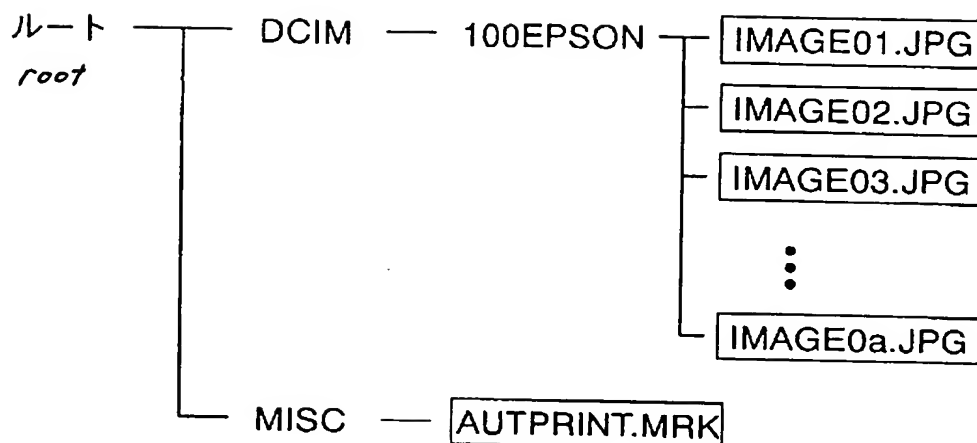 ルート DCIM 100EPSON IMAGE01.JPG
root
IMAGE02.JPG
IMAGE03.JPG
IMAGE0a.JPG
MISC AUTPRINT.MRK